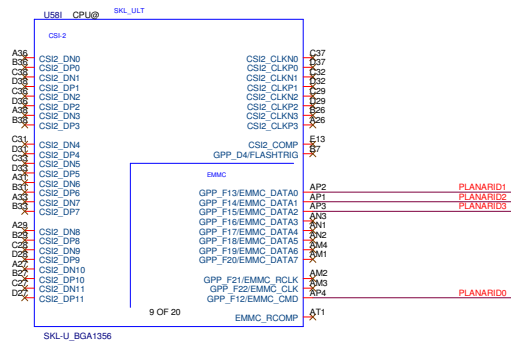 U58I CPU@ SKL_ULT
CSI-2
A36 CSI2_DN0 CSI2_CLKN0 C37
B36 CSI2_DP0 CSI2_CLKP0 D37
C38 CSI2_DN1 CSI2_CLKN1 C32
D38 CSI2_DP1 CSI2_CLKP1 D32
C36 CSI2_DN2 CSI2_CLKN2 C29
D36 CSI2_DP2 CSI2_CLKP2 D29
A38 CSI2_DN3 CSI2_CLKN3 B26
B38 CSI2_DP3 CSI2_CLKP3 A26
C31 CSI2_DN4 CSI2_COMP E13
D31 CSI2_DP4 GPP_D4/FLASHTRIG B7
C33 CSI2_DN5
D33 CSI2_DP5 EMMC
A31 CSI2_DN6
B31 CSI2_DP6 GPP_F13/EMMC_DATA0 AP2 PLANARID1
A33 CSI2_DN7 GPP_F14/EMMC_DATA1 AP1 PLANARID2
B33 CSI2_DP7 GPP_F15/EMMC_DATA2 AP3 PLANARID3
GPP_F16/EMMC_DATA3 AN3
A29 CSI2_DN8 GPP_F17/EMMC_DATA4 AN1
B29 CSI2_DP8 GPP_F18/EMMC_DATA5 AN2
C28 CSI2_DN9 GPP_F19/EMMC_DATA6 AM4
D28 CSI2_DP9 GPP_F20/EMMC_DATA7 AM1
A27 CSI2_DN10
B27 CSI2_DP10 GPP_F21/EMMC_RCLK AM2
C27 CSI2_DN11 GPP_F22/EMMC_CLK AM3
D27 CSI2_DP11 GPP_F12/EMMC_CMD AP4 PLANARID0
9 OF 20 EMMC_RCOMP AT1
SKL-U_BGA1356